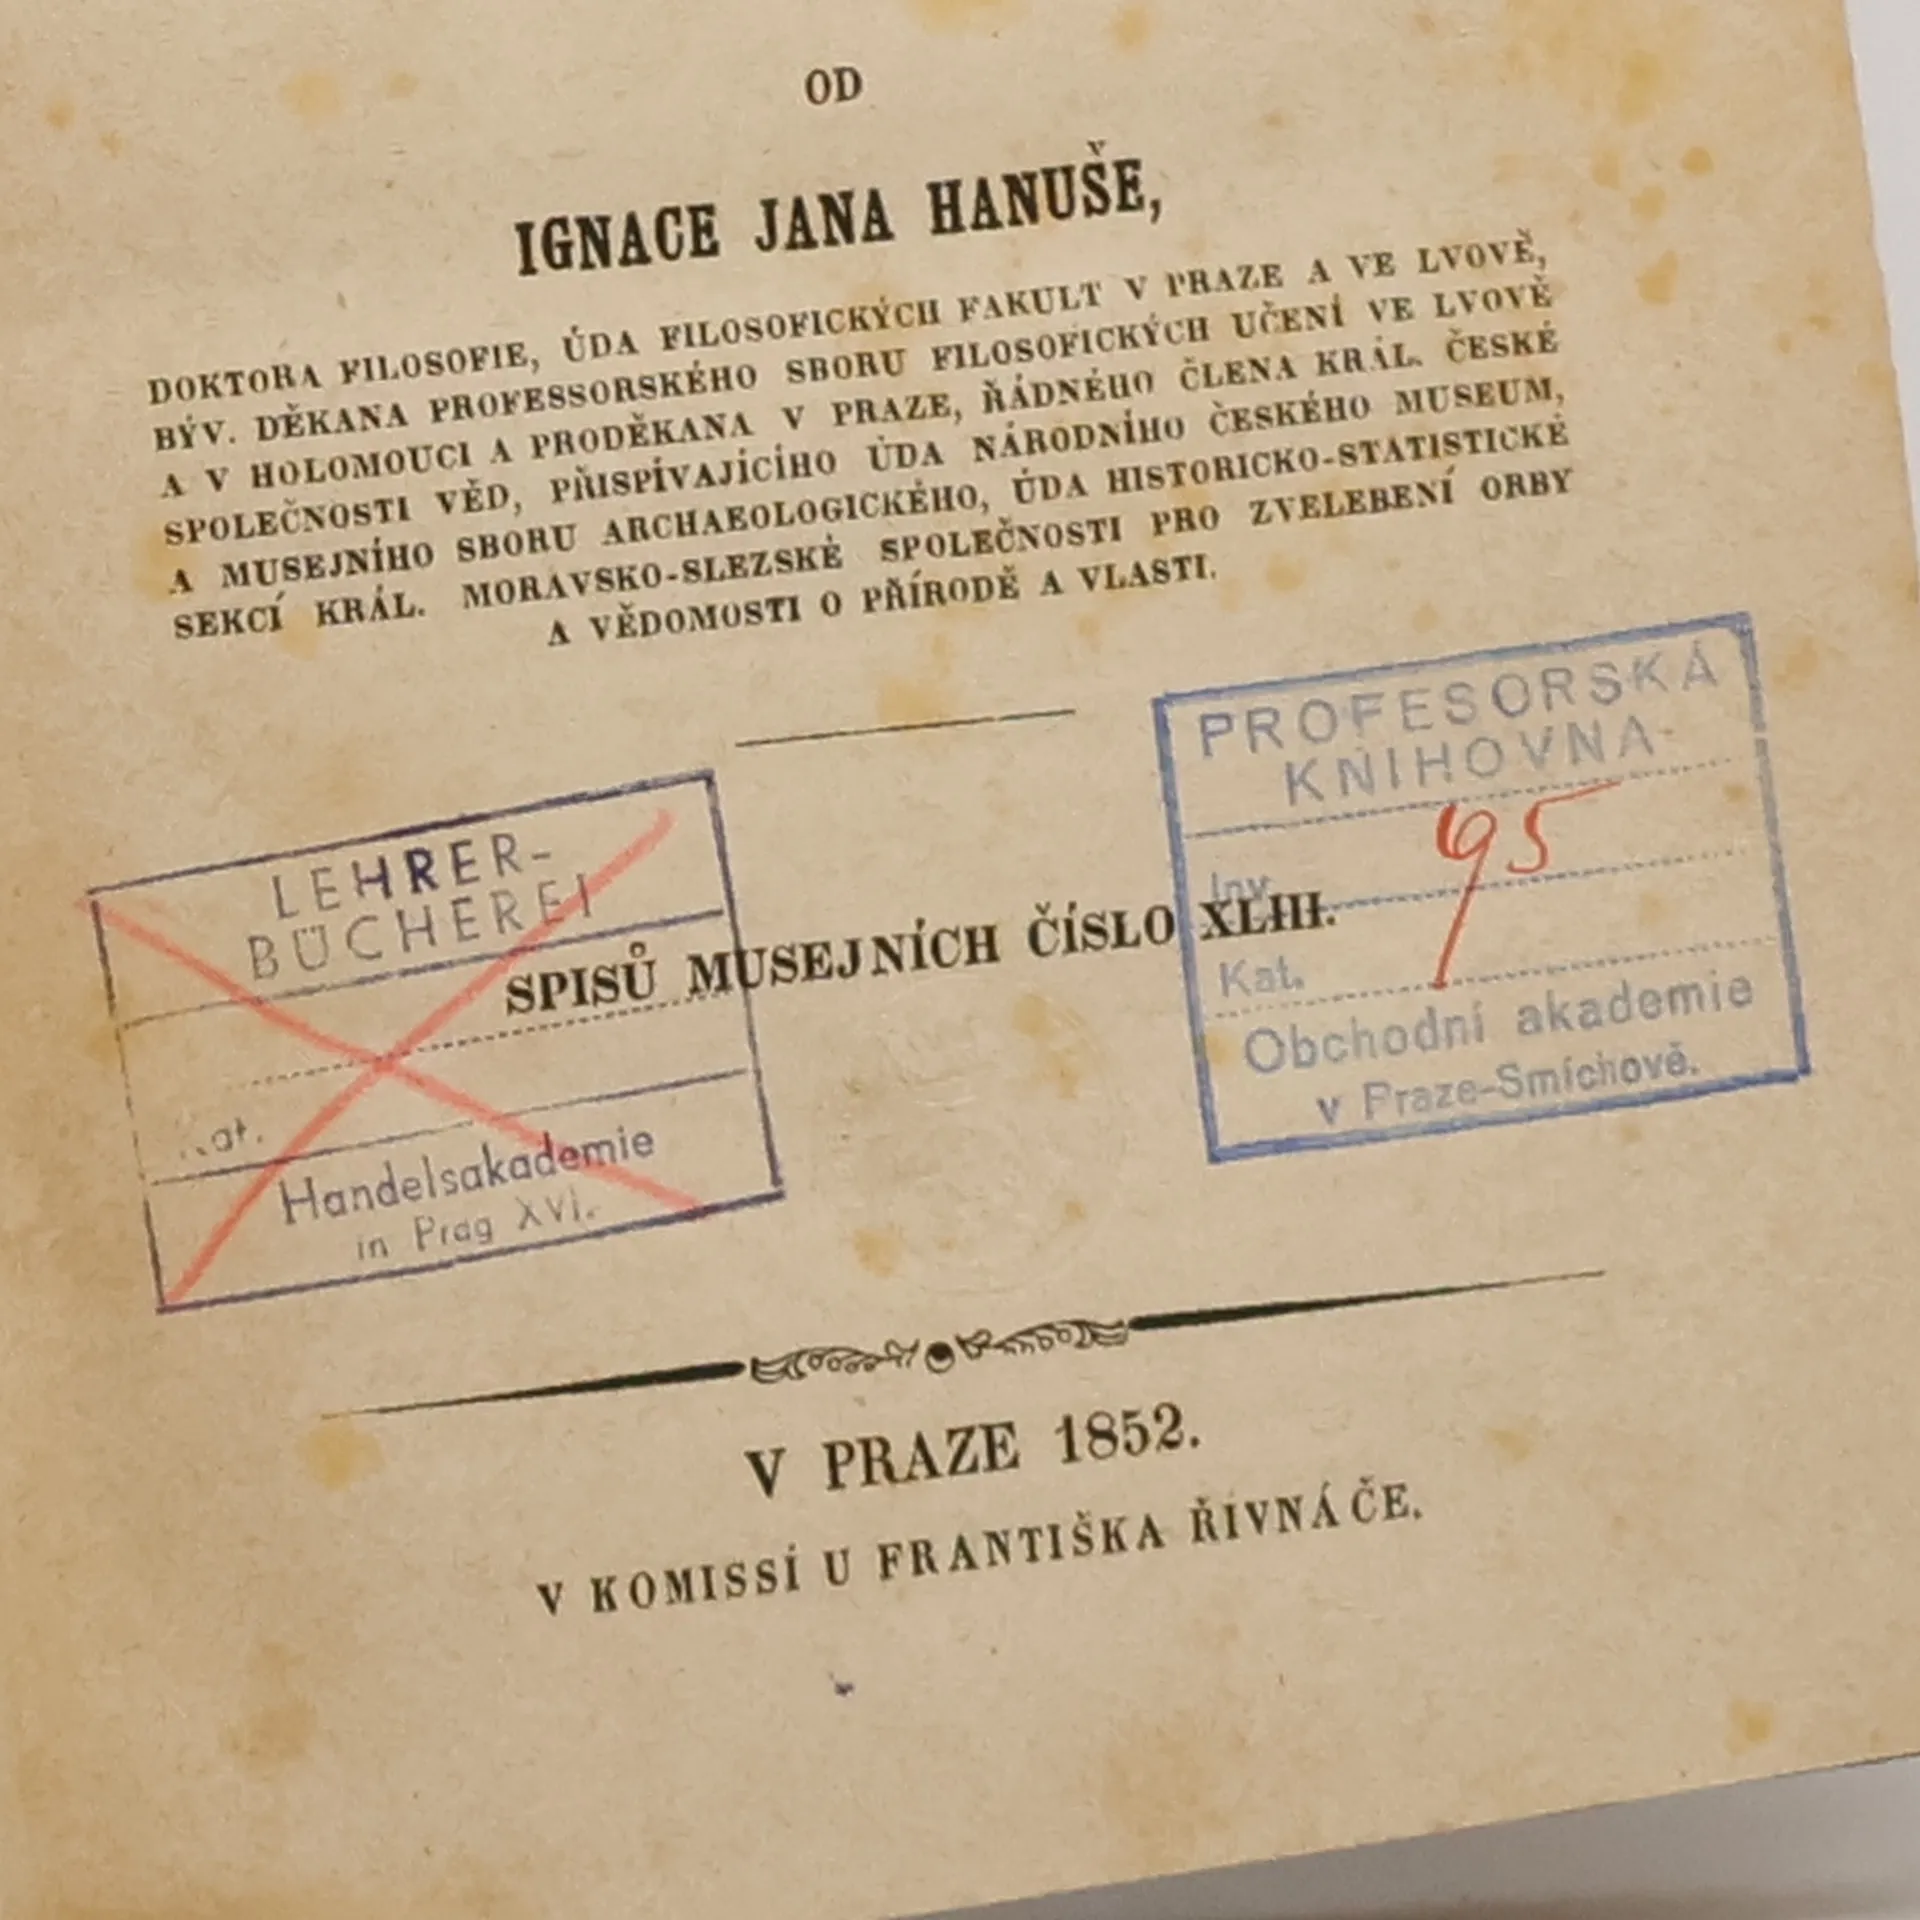 OD
IGNACE JANA HANUŠE,
DOKTORA FILOSOFIE, ÚDA FILOSOFICKÝCH FAKULT V PRAZE A VE LVOVĚ,
BÝV. DĚKANA PROFESSORSKÉHO SBORU FILOSOFICKÝCH UČENÍ VE LVOVĚ
A V HOLOMOUCI A PRODĚKANA V PRAZE, ŘÁDNÉHO ČLENA KRÁL. ČESKÉ
SPOLEČNOSTI VĚD, PŘISPÍVAJÍCÍHO ÚDA NÁRODNÍHO ČESKÉHO MUSEUM,
A MUSEJNÍHO SBORU ARCHAEOLOGICKÉHO, ÚDA HISTORICKO-STATISTICKÉ
SEKCÍ KRÁL. MORAVSKO-SLEZSKÉ SPOLEČNOSTI PRO ZVELEBENÍ ORBY
A VĚDOMOSTI O PŘÍRODĚ A VLASTI.
PROFESORSKÁ
KNIHOVNA
95
Inv.
Kat.
Obchodní akademie
v Praze-Smíchově.
LEHRER-
BÜCHEREI
SPISŮ MUSEJNÍCH ČÍSLO XLIII.
Kat.
Handelsakademie
in Prag XVI.
V PRAZE 1852.
V KOMISSÍ U FRANTIŠKA ŘIVNÁČE.